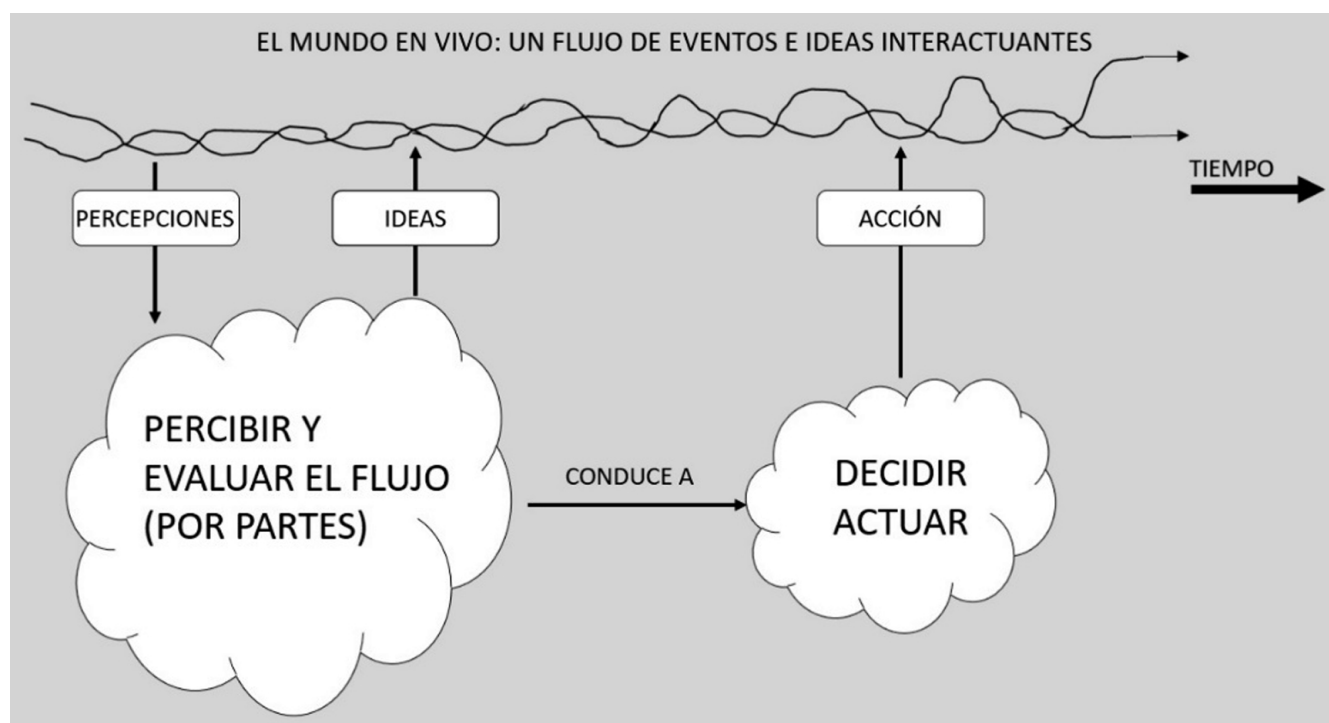 EL MUNDO EN VIVO: UN FLUJO DE EVENTOS E IDEAS INTERACTUANTES
TIEMPO
PERCEPCIONES
IDEAS
ACCIÓN
PERCIBIR Y
EVALUAR EL FLUJO
(POR PARTES)
CONDUCE A
DECIDIR
ACTUAR